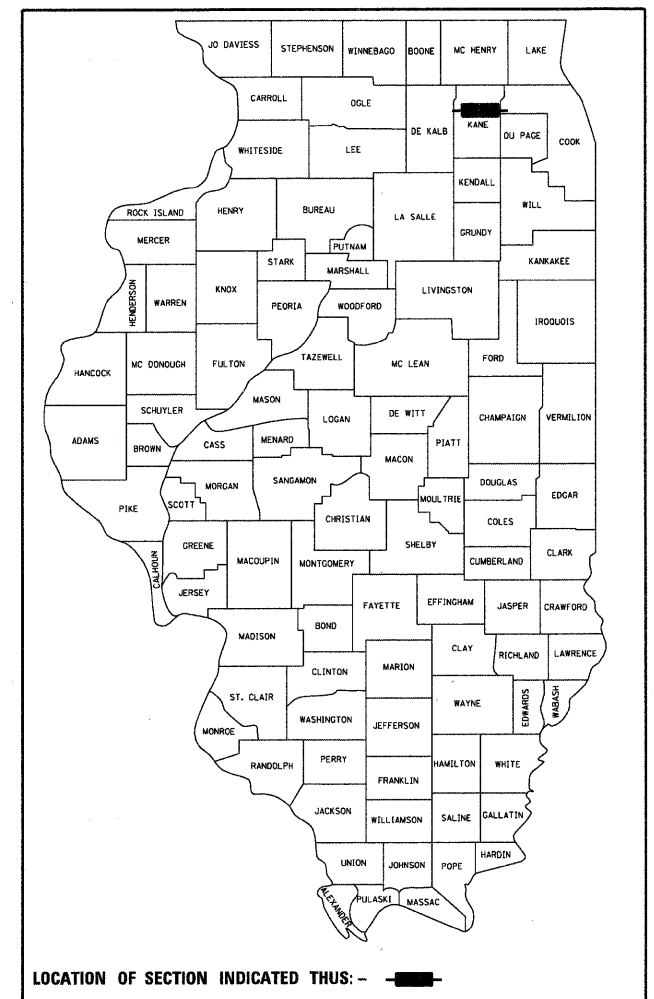 JO DAVIESS STEPHENSON WINNEBAGO BOONE MC HENRY LAKE
CARROLL OGLE DE KALB KANE DU PAGE COOK
WHITESIDE LEE
KENDALL WILL
ROCK ISLAND HENRY BUREAU LA SALLE GRUNDY
MERCER PUTNAM KANKAKEE
STARK MARSHALL
HENDERSON WARREN KNOX PEORIA WOODFORD LIVINGSTON IROQUOIS
HANCOCK MC DONOUGH FULTON TAZEWELL MC LEAN FORD
SCHUYLER MASON LOGAN DE WITT CHAMPAIGN VERMILION
ADAMS BROWN CASS MENARD MACON PIATT
PIKE SCOTT MORGAN SANGAMON CHRISTIAN MOULTRIE DOUGLAS EDGAR
COLES
CALHOUN GREENE MACOUPIN MONTGOMERY SHELBY CUMBERLAND CLARK
JERSEY FAYETTE EFFINGHAM JASPER CRAWFORD
MADISON BOND
CLINTON MARION CLAY RICHLAND LAWRENCE
ST. CLAIR WASHINGTON JEFFERSON WAYNE EDWARDS WABASH
MONROE
RANDOLPH PERRY FRANKLIN HAMILTON WHITE
JACKSON WILLIAMSON SALINE GALLATIN
UNION JOHNSON POPE HARDIN
ALEXANDER PULASKI MASSAC
LOCATION OF SECTION INDICATED THUS: -